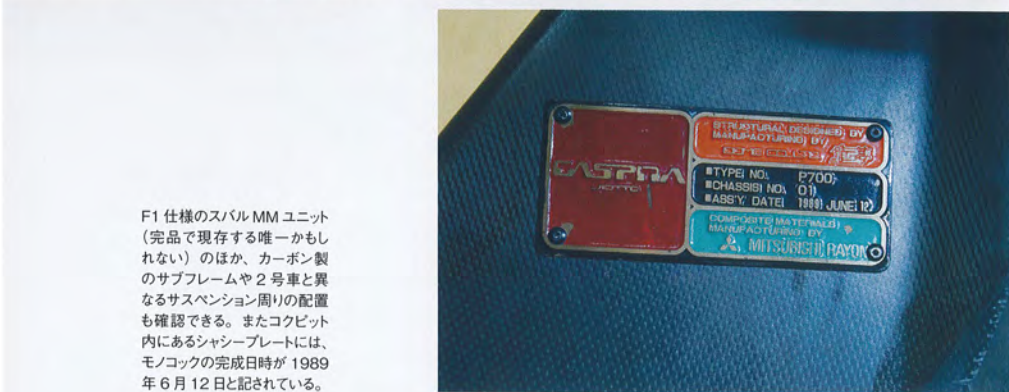 F1 仕様のスバル MM ユニット
(完品で現存する唯一かもし
れない)のほか、カーボン製
のサブフレームや 2 号車と異
なるサスペンション周りの配置
も確認できる。またコクピット
内にあるシャシープレートには、
モノコックの完成日時が 1989
年 6 月 12 日と記されている。
CASPITA
STRUCTURAL DESIGNED BY
MANUFACTURING BY
■TYPE NO. P700
■CHASSIS NO. 01
■ASS'Y. DATE 1989 JUNE 12
COMPOSITE MATERIALS
MANUFACTURING BY
MITSUBISHI RAYON